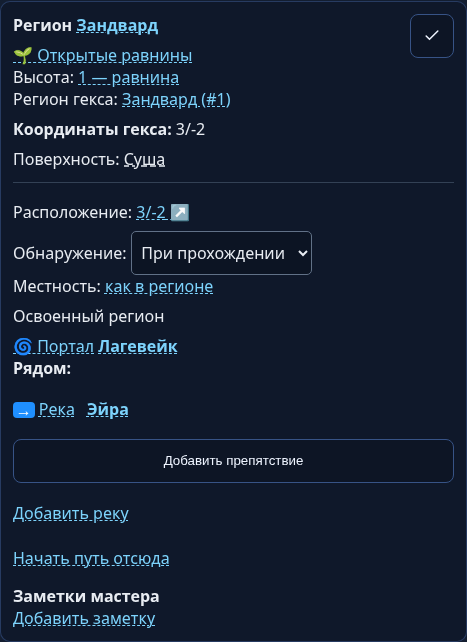 Регион Зандвард
🌱 Открытые равнины
Высота: 1 — равнина
Регион гекса: Зандвард (#1)
Координаты гекса: 3/-2
Поверхность: Суша
Расположение: 3/-2 ↗️
Обнаружение: При прохождении
Местность: как в регионе
Освоенный регион
🌀 Портал Лагевейк
Рядом:
→ Река Эйра
Добавить препятствие
Добавить реку
Начать путь отсюда
Заметки мастера
Добавить заметку